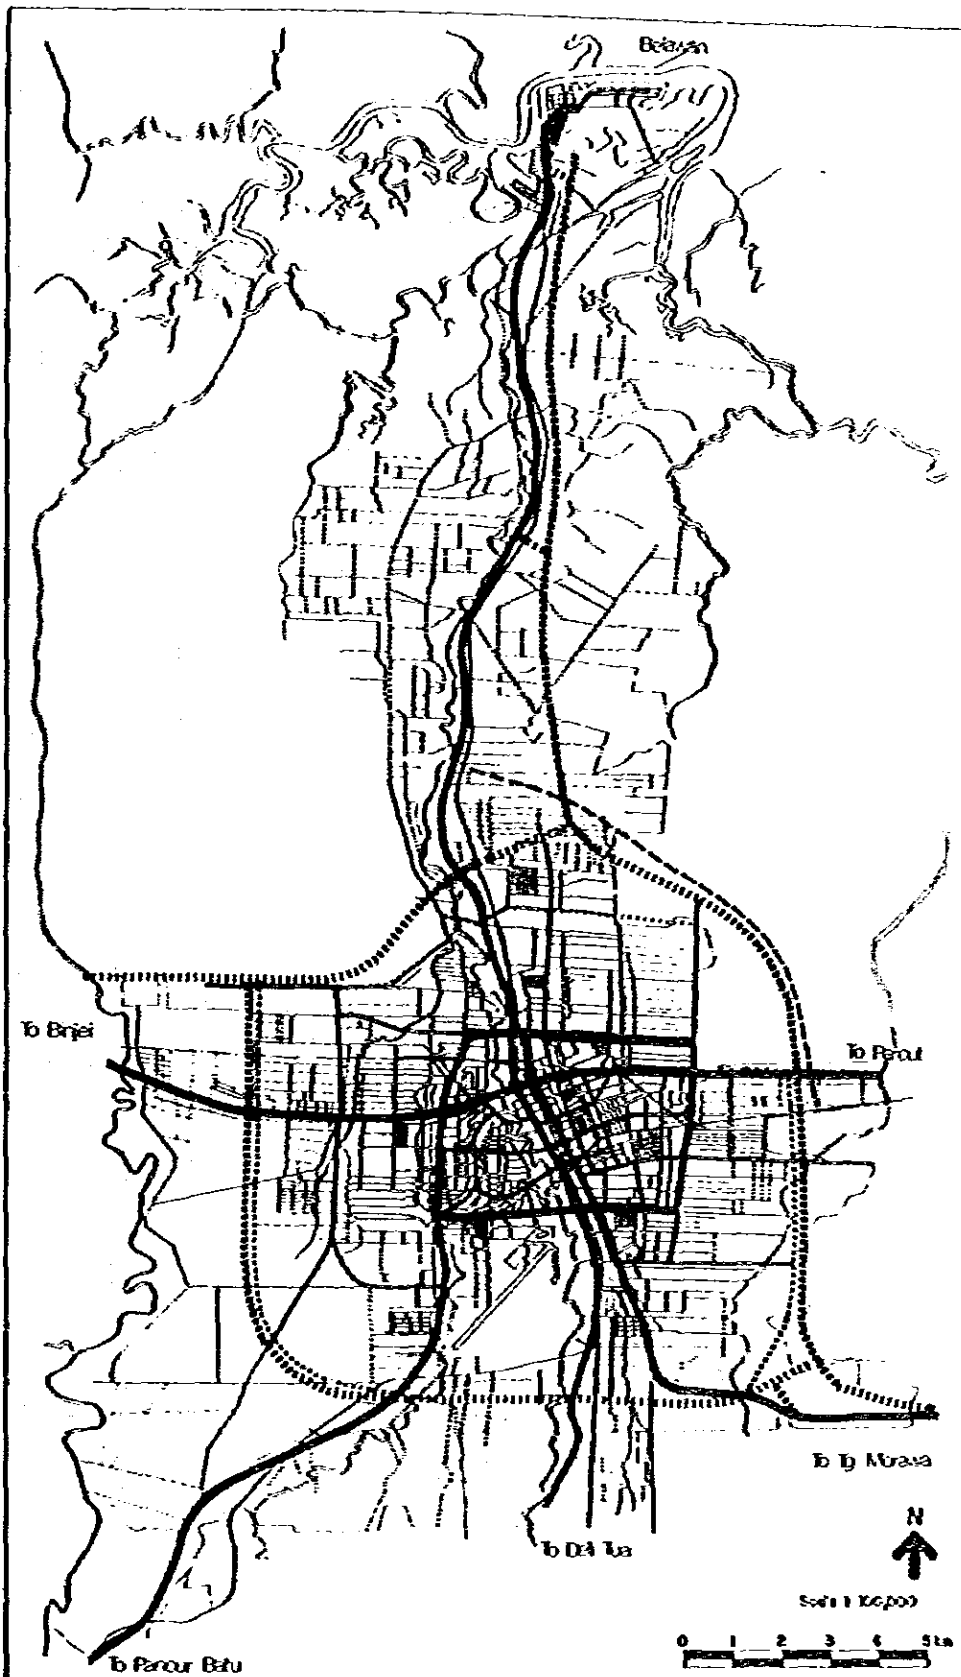 Belawan
To Binjei
To Percut
To Tg Morawa
To Deli Tua
N
Scale 1:100,000
0 1 2 3 4 5 km
To Pancur Batu